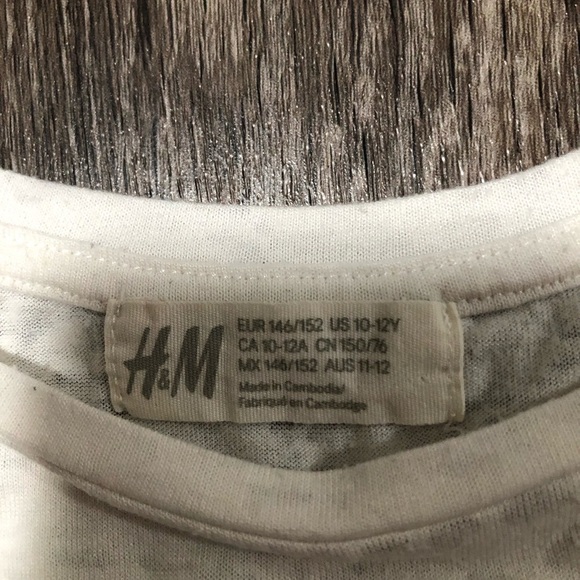 H&M
EUR 146/152 US 10-12Y
CA 10-12A CN 150/76
MX 146/152 AUS 11-12
Made in Cambodia/
Fabriqué en Cambodge